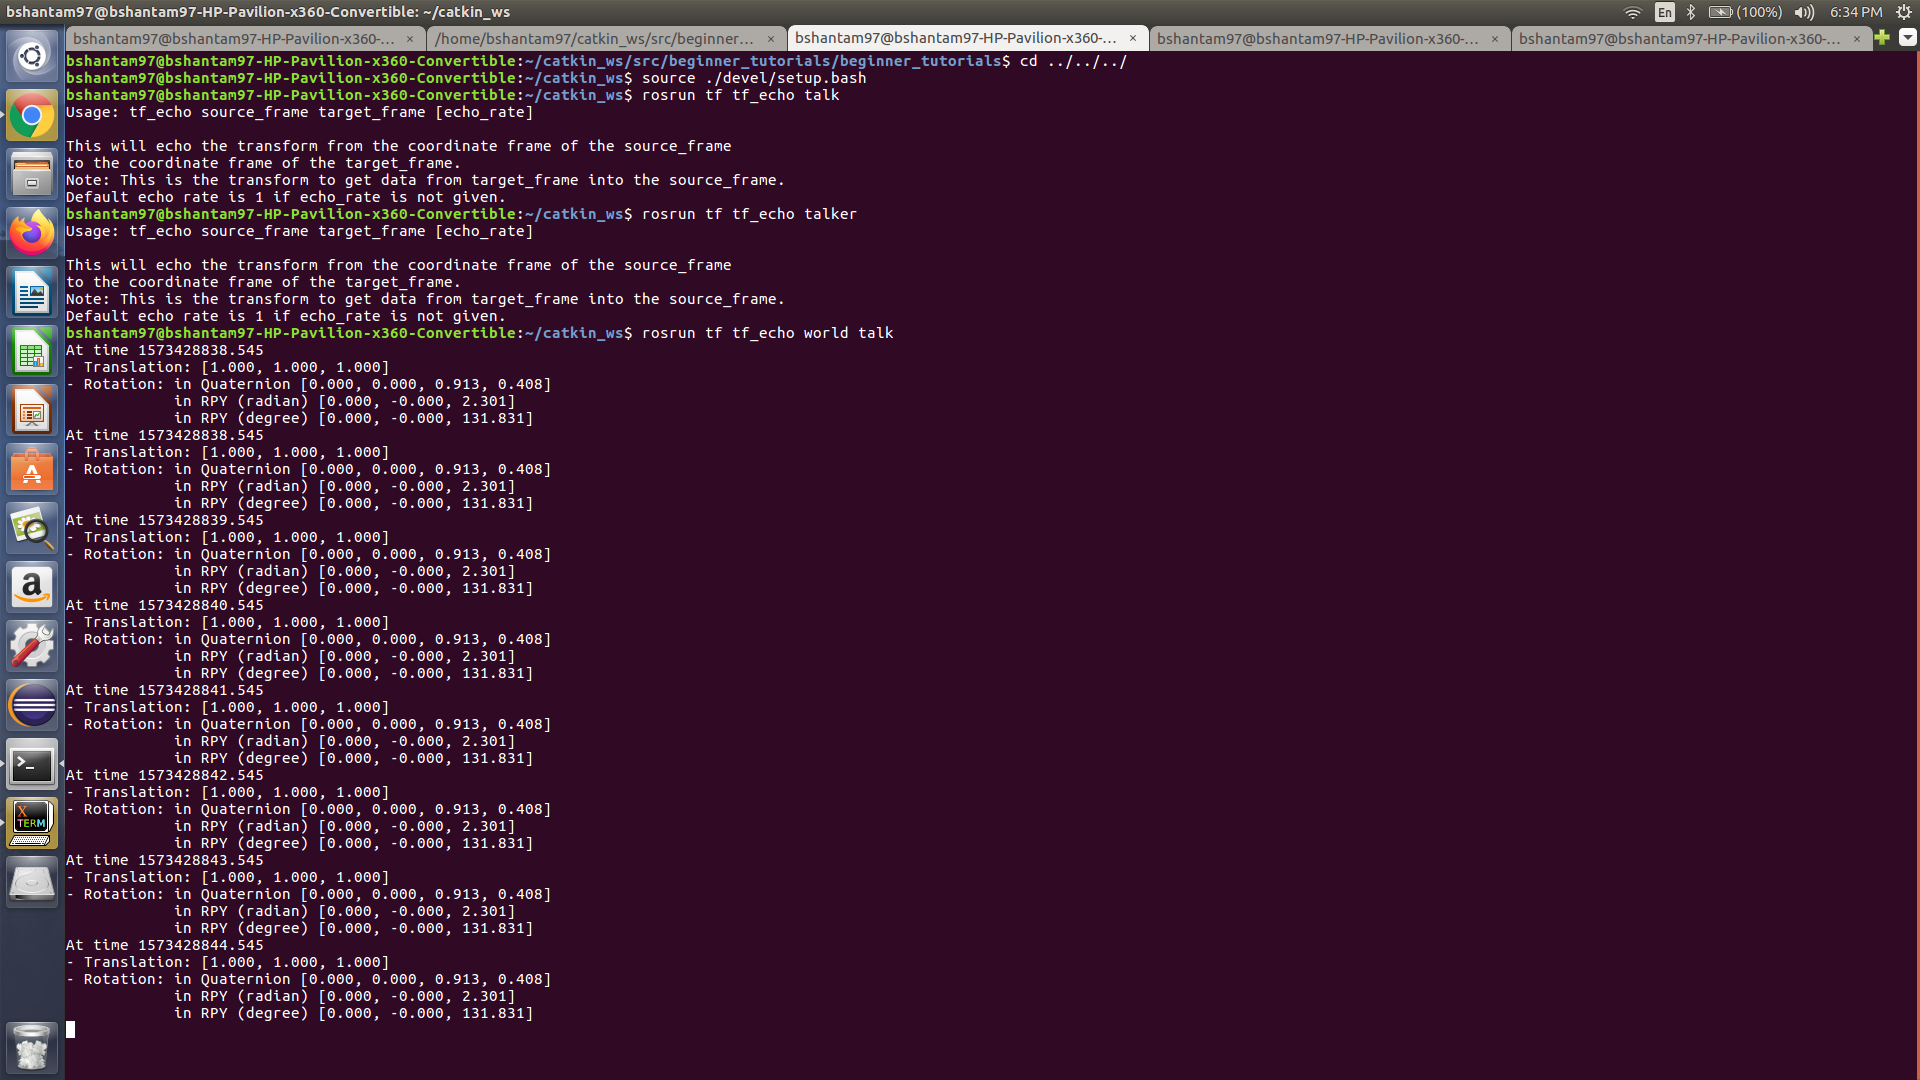 bshantam97@bshantam97-HP-Pavilion-x360-Convertible: ~/catkin_ws
En (100%) 6:34 PM
bshantam97@bshantam97-HP-Pavilion-x360-... × /home/bshantam97/catkin_ws/src/beginner... × bshantam97@bshantam97-HP-Pavilion-x360-... × bshantam97@bshantam97-HP-Pavilion-x360-... × bshantam97@bshantam97-HP-Pavilion-x360-... ×
bshantam97@bshantam97-HP-Pavilion-x360-Convertible:~/catkin_ws/src/beginner_tutorials/beginner_tutorials$ cd ../../../
bshantam97@bshantam97-HP-Pavilion-x360-Convertible:~/catkin_ws$ source ./devel/setup.bash
bshantam97@bshantam97-HP-Pavilion-x360-Convertible:~/catkin_ws$ rosrun tf tf_echo talk
Usage: tf_echo source_frame target_frame [echo_rate]
This will echo the transform from the coordinate frame of the source_frame
to the coordinate frame of the target_frame.
Note: This is the transform to get data from target_frame into the source_frame.
Default echo rate is 1 if echo_rate is not given.
bshantam97@bshantam97-HP-Pavilion-x360-Convertible:~/catkin_ws$ rosrun tf tf_echo talker
Usage: tf_echo source_frame target_frame [echo_rate]
This will echo the transform from the coordinate frame of the source_frame
to the coordinate frame of the target_frame.
Note: This is the transform to get data from target_frame into the source_frame.
Default echo rate is 1 if echo_rate is not given.
bshantam97@bshantam97-HP-Pavilion-x360-Convertible:~/catkin_ws$ rosrun tf tf_echo world talk
At time 1573428838.545
- Translation: [1.000, 1.000, 1.000]
- Rotation: in Quaternion [0.000, 0.000, 0.913, 0.408]
in RPY (radian) [0.000, -0.000, 2.301]
in RPY (degree) [0.000, -0.000, 131.831]
At time 1573428838.545
- Translation: [1.000, 1.000, 1.000]
- Rotation: in Quaternion [0.000, 0.000, 0.913, 0.408]
in RPY (radian) [0.000, -0.000, 2.301]
in RPY (degree) [0.000, -0.000, 131.831]
At time 1573428839.545
- Translation: [1.000, 1.000, 1.000]
- Rotation: in Quaternion [0.000, 0.000, 0.913, 0.408]
in RPY (radian) [0.000, -0.000, 2.301]
in RPY (degree) [0.000, -0.000, 131.831]
At time 1573428840.545
- Translation: [1.000, 1.000, 1.000]
- Rotation: in Quaternion [0.000, 0.000, 0.913, 0.408]
in RPY (radian) [0.000, -0.000, 2.301]
in RPY (degree) [0.000, -0.000, 131.831]
At time 1573428841.545
- Translation: [1.000, 1.000, 1.000]
- Rotation: in Quaternion [0.000, 0.000, 0.913, 0.408]
in RPY (radian) [0.000, -0.000, 2.301]
in RPY (degree) [0.000, -0.000, 131.831]
At time 1573428842.545
- Translation: [1.000, 1.000, 1.000]
- Rotation: in Quaternion [0.000, 0.000, 0.913, 0.408]
in RPY (radian) [0.000, -0.000, 2.301]
in RPY (degree) [0.000, -0.000, 131.831]
At time 1573428843.545
- Translation: [1.000, 1.000, 1.000]
- Rotation: in Quaternion [0.000, 0.000, 0.913, 0.408]
in RPY (radian) [0.000, -0.000, 2.301]
in RPY (degree) [0.000, -0.000, 131.831]
At time 1573428844.545
- Translation: [1.000, 1.000, 1.000]
- Rotation: in Quaternion [0.000, 0.000, 0.913, 0.408]
in RPY (radian) [0.000, -0.000, 2.301]
in RPY (degree) [0.000, -0.000, 131.831]
A
a
>_
X
TERM